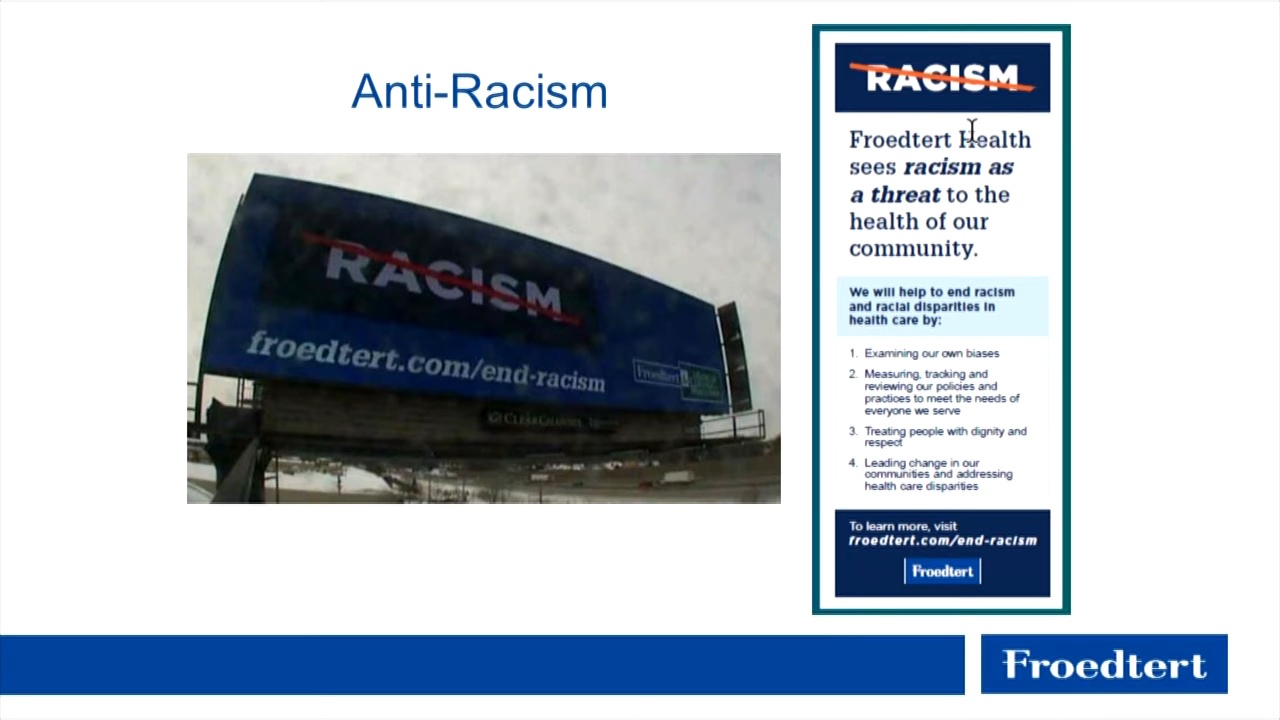 Anti-Racism
RACISM
froedtert.com/end-racism
Froedtert
CLEAR CHANNEL
RACISM
Froedtert Health
sees racism as
a threat to the
health of our
community.
We will help to end racism
and racial disparities in
health care by:
1. Examining our own biases
2. Measuring, tracking and
reviewing our policies and
practices to meet the needs of
everyone we serve
3. Treating people with dignity and
respect
4. Leading change in our
communities and addressing
health care disparities
To learn more, visit
froedtert.com/end-racism
Froedtert
Froedtert